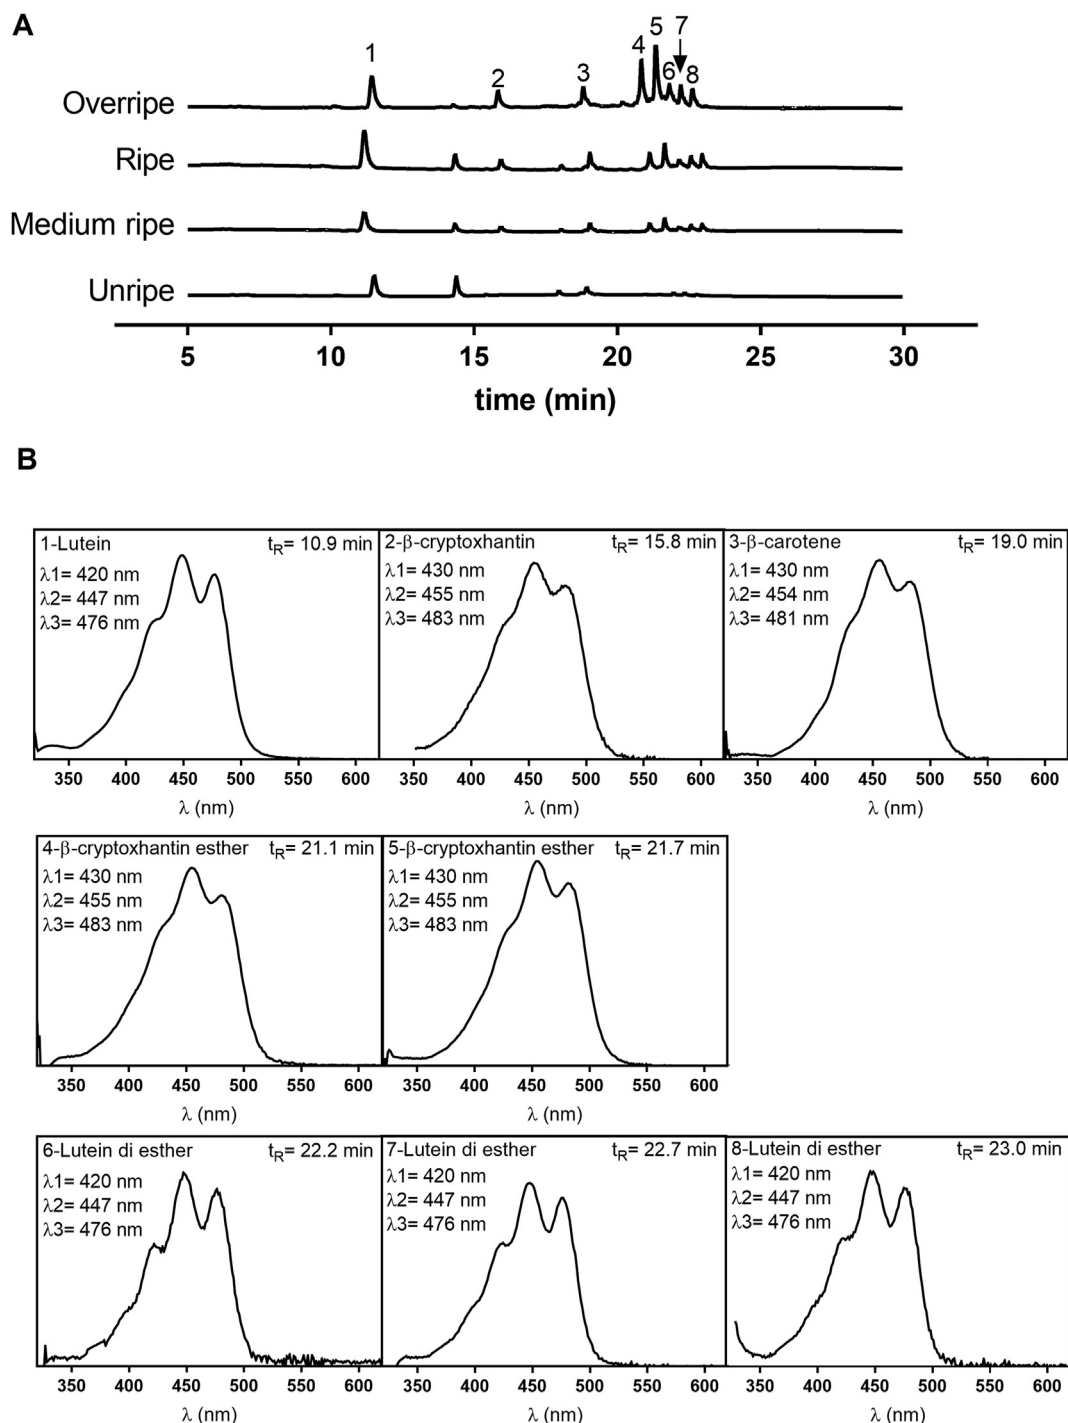 A
1 2 3 4 5 6 7 8
Overripe
Ripe
Medium ripe
Unripe
5 10 15 20 25 30
time (min)
B
1-Lutein tR= 10.9 min
λ1= 420 nm
λ2= 447 nm
λ3= 476 nm
350 400 450 500 550 600
λ (nm)
2-β-cryptoxhantin tR= 15.8 min
λ1= 430 nm
λ2= 455 nm
λ3= 483 nm
350 400 450 500 550 600
λ (nm)
3-β-carotene tR= 19.0 min
λ1= 430 nm
λ2= 454 nm
λ3= 481 nm
350 400 450 500 550 600
λ (nm)
4-β-cryptoxhantin esther tR= 21.1 min
λ1= 430 nm
λ2= 455 nm
λ3= 483 nm
350 400 450 500 550 600
λ (nm)
5-β-cryptoxhantin esther tR= 21.7 min
λ1= 430 nm
λ2= 455 nm
λ3= 483 nm
350 400 450 500 550 600
λ (nm)
6-Lutein di esther tR= 22.2 min
λ1= 420 nm
λ2= 447 nm
λ3= 476 nm
350 400 450 500 550 600
λ (nm)
7-Lutein di esther tR= 22.7 min
λ1= 420 nm
λ2= 447 nm
λ3= 476 nm
350 400 450 500 550 600
λ (nm)
8-Lutein di esther tR= 23.0 min
λ1= 420 nm
λ2= 447 nm
λ3= 476 nm
350 400 450 500 550 600
λ (nm)